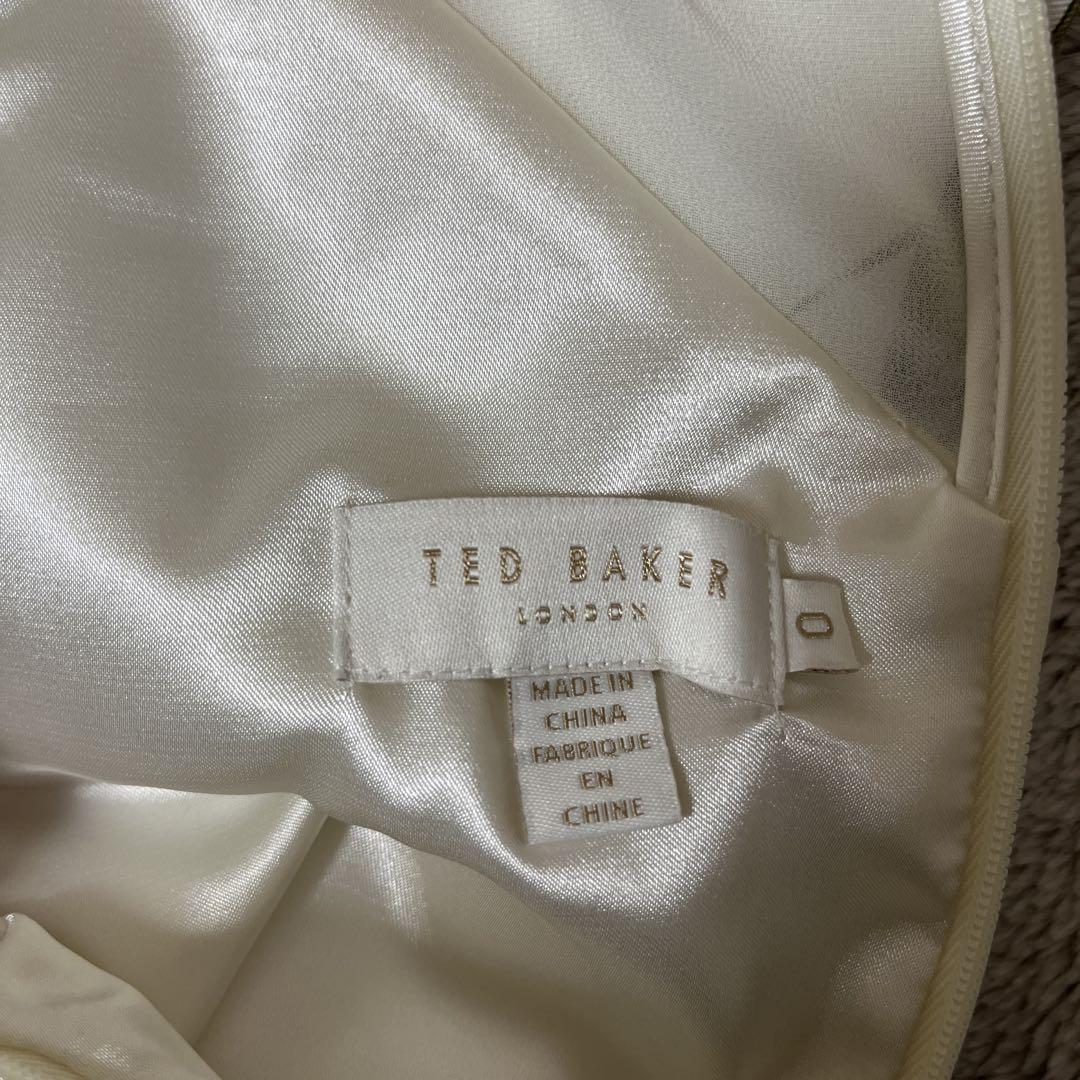 TED BAKER
LONDON
0
MADE IN
CHINA
FABRIQUE
EN
CHINE